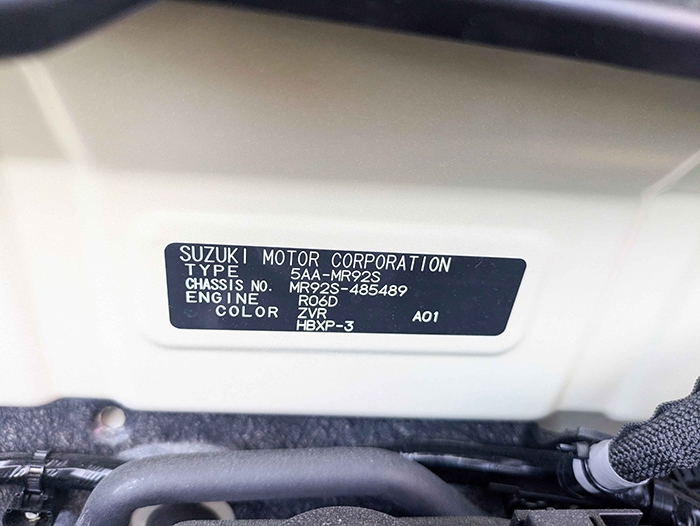 SUZUKI MOTOR CORPORATION
TYPE 5AA-MR92S
CHASSIS NO. MR92S-485489
ENGINE R06D
COLOR ZVR A01
HBXP-3